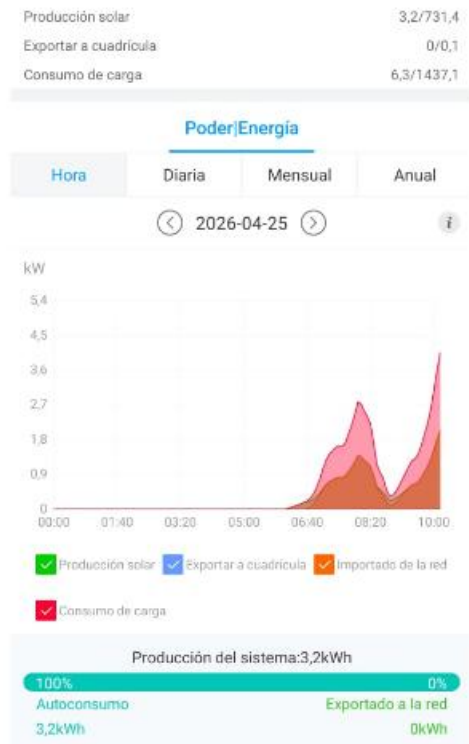 Producción solar 3,2/731,4
Exportar a cuadrícula 0/0,1
Consumo de carga 6,3/1437,1
Poder|Energía
Hora Diaria Mensual Anual
2026-04-25 i
kW
5,4
4,5
3,6
2,7
1,8
0,9
0
00:00 01:40 03:20 05:00 06:40 08:20 10:00
Producción solar Exportar a cuadrícula Importado de la red
Consumo de carga
Producción del sistema:3,2kWh
100% 0%
Autoconsumo Exportado a la red
3,2kWh 0kWh